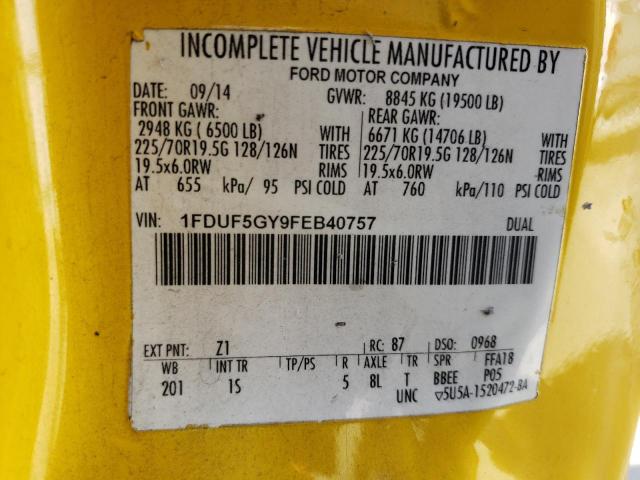 INCOMPLETE VEHICLE MANUFACTURED BY
FORD MOTOR COMPANY
DATE: 09/14 GVWR: 8845 KG (19500 LB)
FRONT GAWR: REAR GAWR:
2948 KG ( 6500 LB) WITH 6671 KG (14706 LB) WITH
225/70R19.5G 128/126N TIRES 225/70R19.5G 128/126N TIRES
19.5x6.0RW RIMS 19.5x6.0RW RIMS
AT 655 kPa/ 95 PSI COLD AT 760 kPa/110 PSI COLD
VIN: 1FDUF5GY9FEB40757 DUAL
EXT PNT: Z1 RC: 87 DSO: 0968
WB INT TR TP/PS R AXLE TR SPR FFA18
201 1S 5 8L T BBEE P05
UNC ▽5U5A-1520472-BA